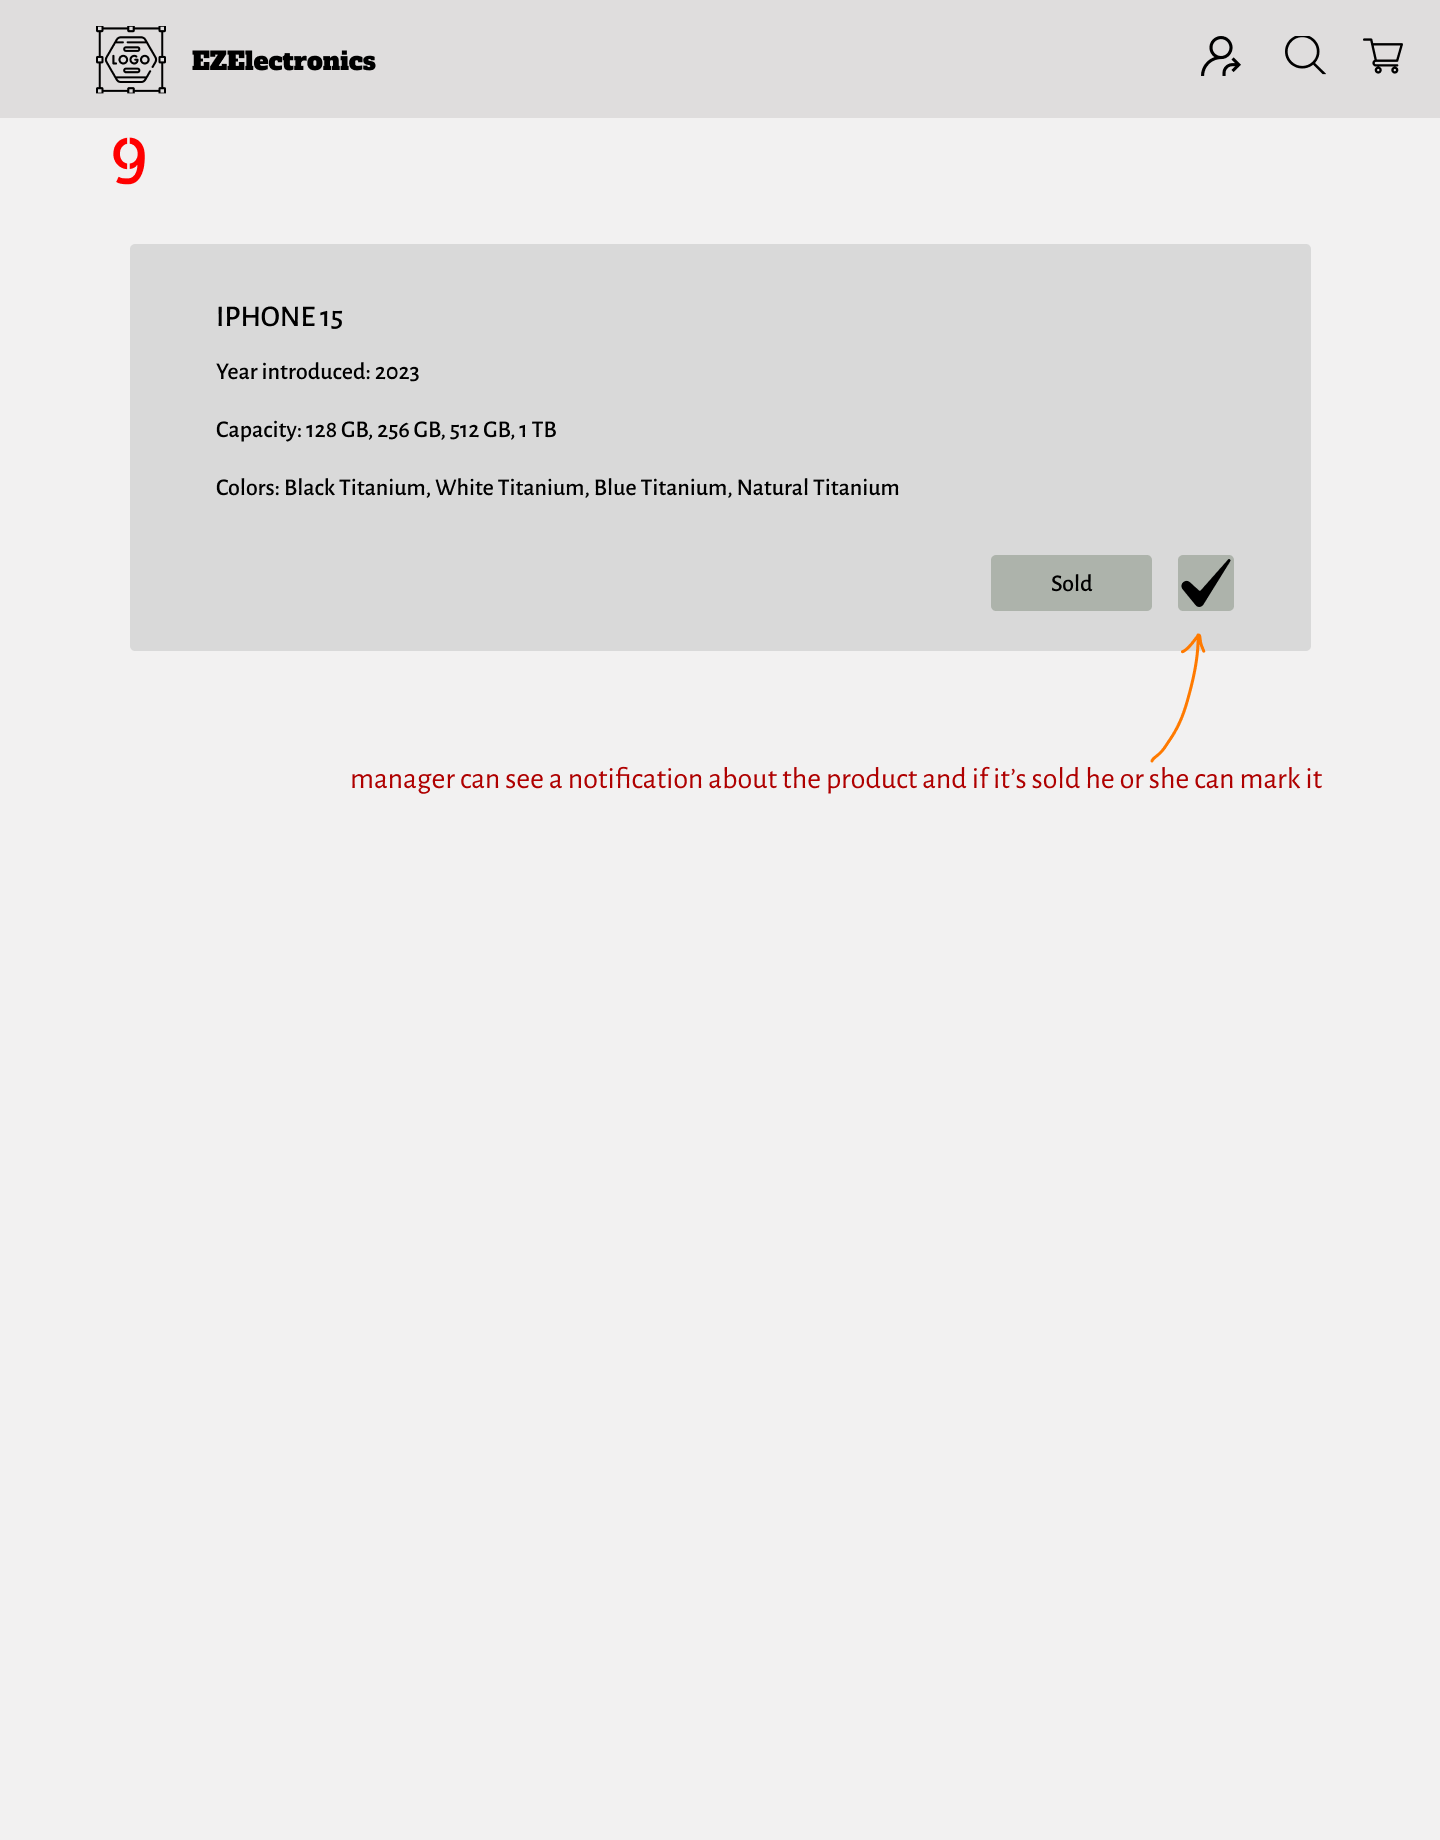 LOGO
EZElectronics
9
IPHONE 15
Year introduced: 2023
Capacity: 128 GB, 256 GB, 512 GB, 1 TB
Colors: Black Titanium, White Titanium, Blue Titanium, Natural Titanium
Sold
manager can see a notification about the product and if it’s sold he or she can mark it